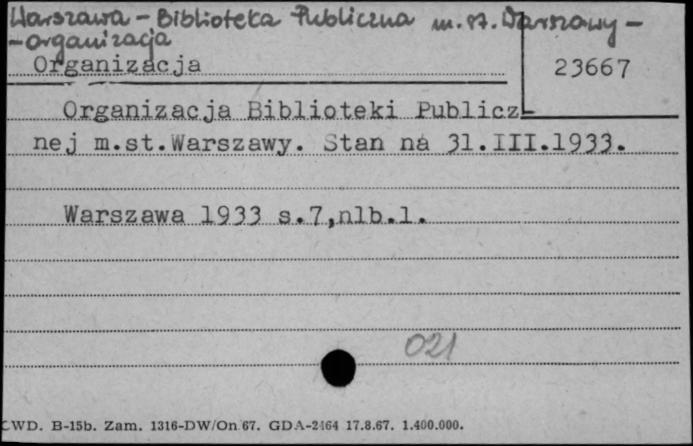 Warszawa - Biblioteka Publiczna m. st. Warszawy -
- organizacja
Organizacja
23667
Organizacja Biblioteki Publicz-
nej m.st.Warszawy. Stan na 31.III.1933.
Warszawa 1933 s.7,nlb.1.
021
CWD. B-15b. Zam. 1316-DW/On 67. GDA-2464 17.8.67. 1.400.000.